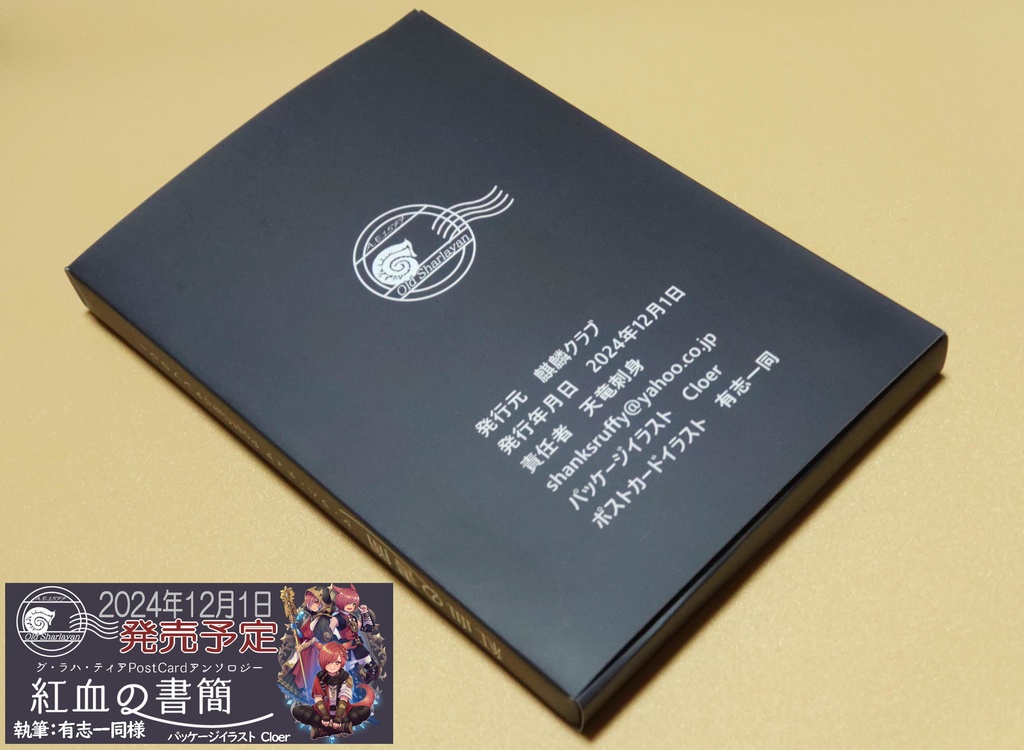 A.E.1577
Old Sharlayan
発行元 麒麟クラブ
発行年月日 2024年12月1日
責任者 天竜刺身
shanksruffy@yahoo.co.jp
パッケージイラスト Cloer
ポストカードイラスト 有志一同
A.E.1577
Old Sharlayan
2024年12月1日
発売予定
グ・ラハ・ティアPostCardアンソロジー
紅血の書簡
執筆:有志一同様
パッケージイラスト Cloer